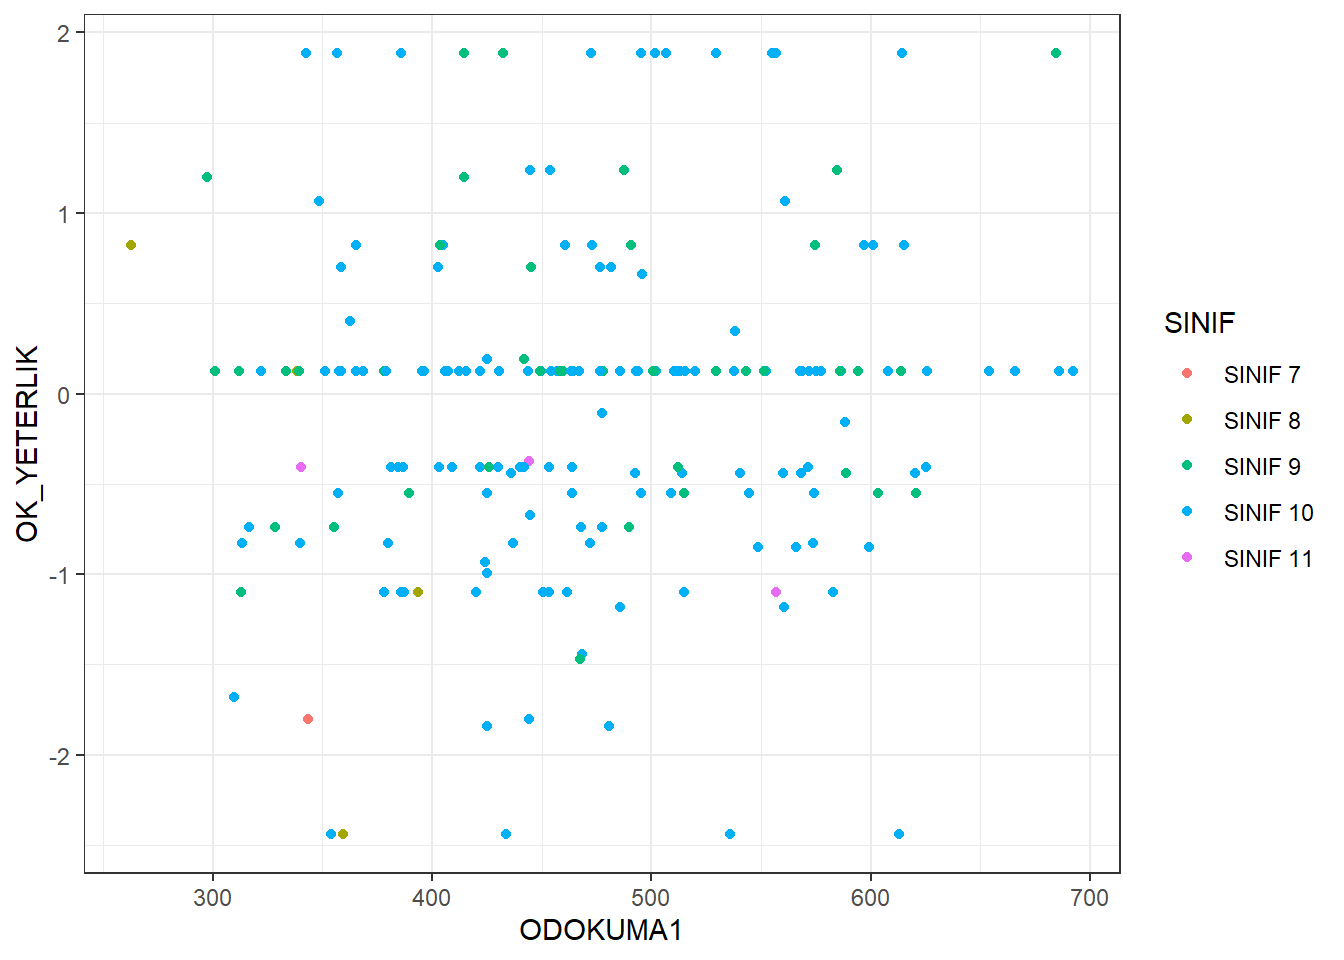 2
1
0
-1
-2
OK_YETERLIK
300 400 500 600 700
ODOKUMA1
SINIF
SINIF 7
SINIF 8
SINIF 9
SINIF 10
SINIF 11